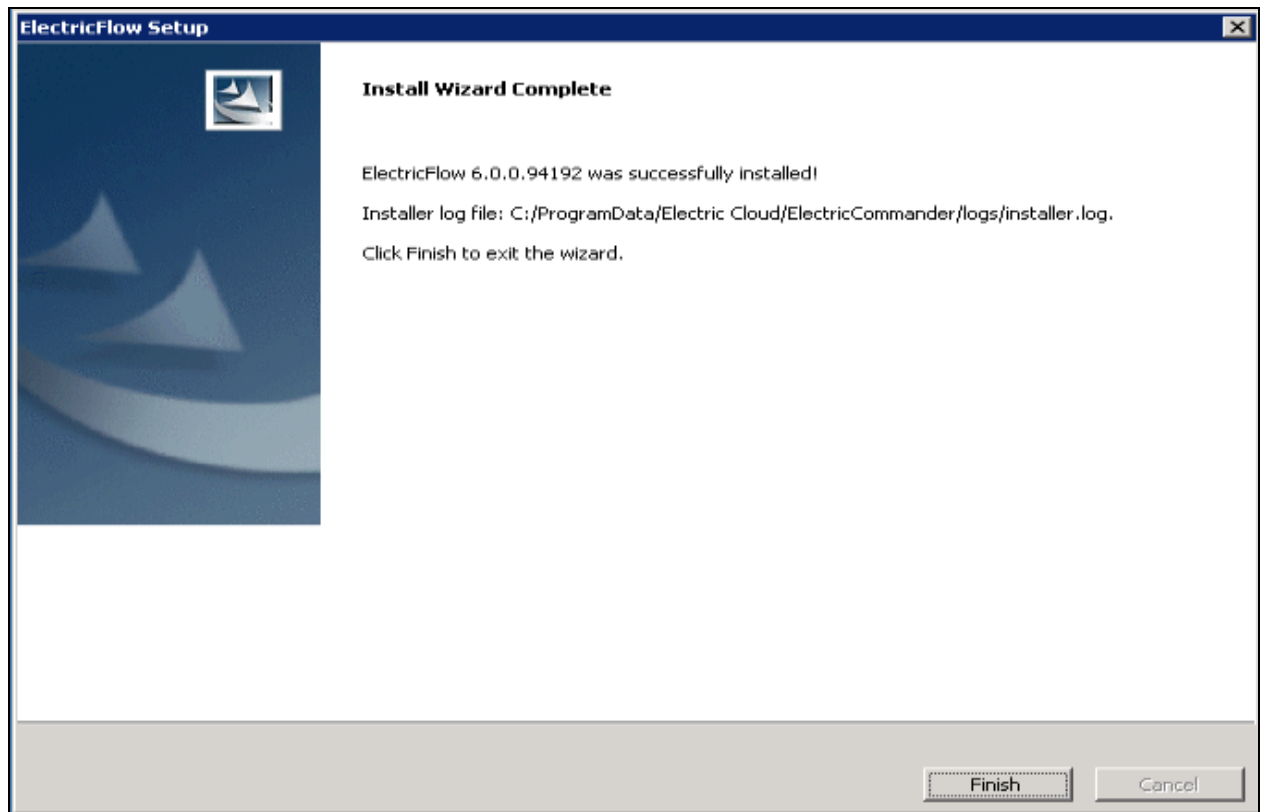 ElectricFlow Setup
Install Wizard Complete
ElectricFlow 6.0.0.94192 was successfully installed!
Installer log file: C:/ProgramData/Electric Cloud/ElectricCommander/logs/installer.log.
Click Finish to exit the wizard.
Finish
Cancel